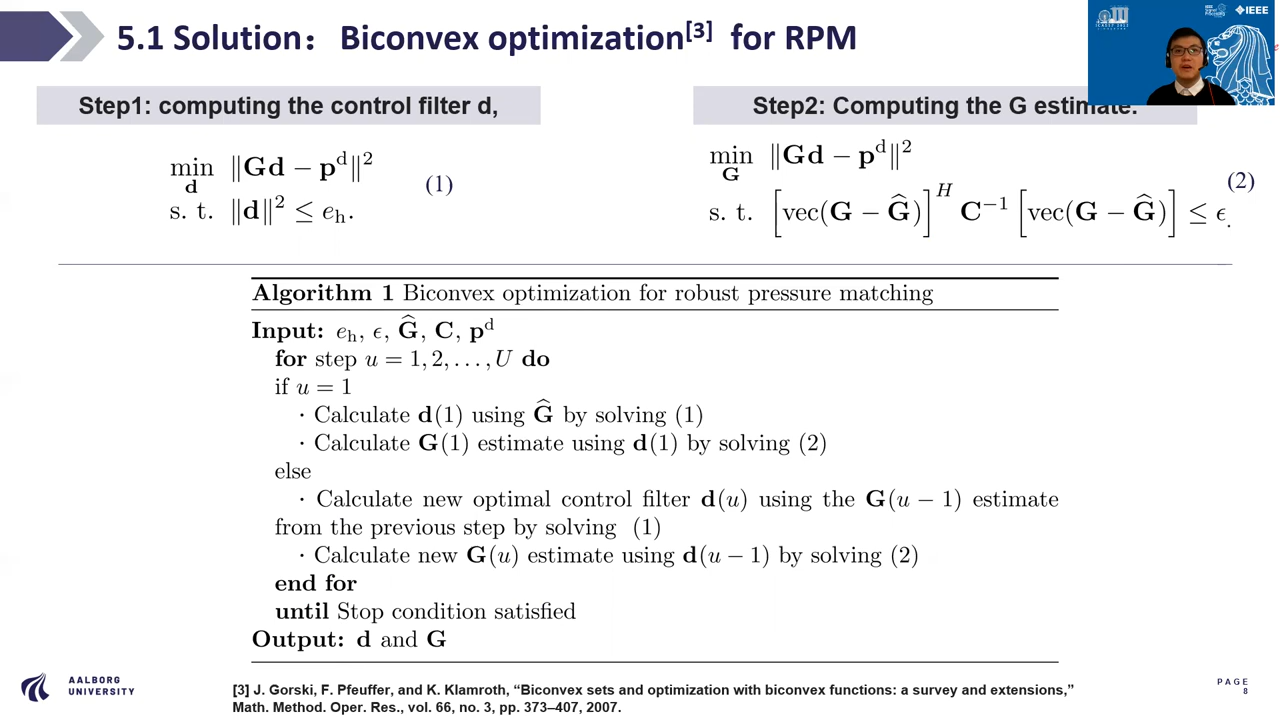 5.1 Solution： Biconvex optimization[3] for RPM
IEEE
Step1: computing the control filter d,
Step2: Computing the G estimate.
min_d ‖Gd − p^d‖²
s. t. ‖d‖² ≤ e_h.
(1)
min_G ‖Gd − p^d‖²
s. t. [vec(G − Ĝ)]^H C^{−1} [vec(G − Ĝ)] ≤ ϵ.
(2)
Algorithm 1 Biconvex optimization for robust pressure matching
Input: e_h, ϵ, Ĝ, C, p^d
for step u = 1, 2, . . . , U do
if u = 1
· Calculate d(1) using Ĝ by solving (1)
· Calculate G(1) estimate using d(1) by solving (2)
else
· Calculate new optimal control filter d(u) using the G(u − 1) estimate
from the previous step by solving (1)
· Calculate new G(u) estimate using d(u − 1) by solving (2)
end for
until Stop condition satisfied
Output: d and G
AALBORG
UNIVERSITY
[3] J. Gorski, F. Pfeuffer, and K. Klamroth, “Biconvex sets and optimization with biconvex functions: a survey and extensions,”
Math. Method. Oper. Res., vol. 66, no. 3, pp. 373–407, 2007.
PAGE
8